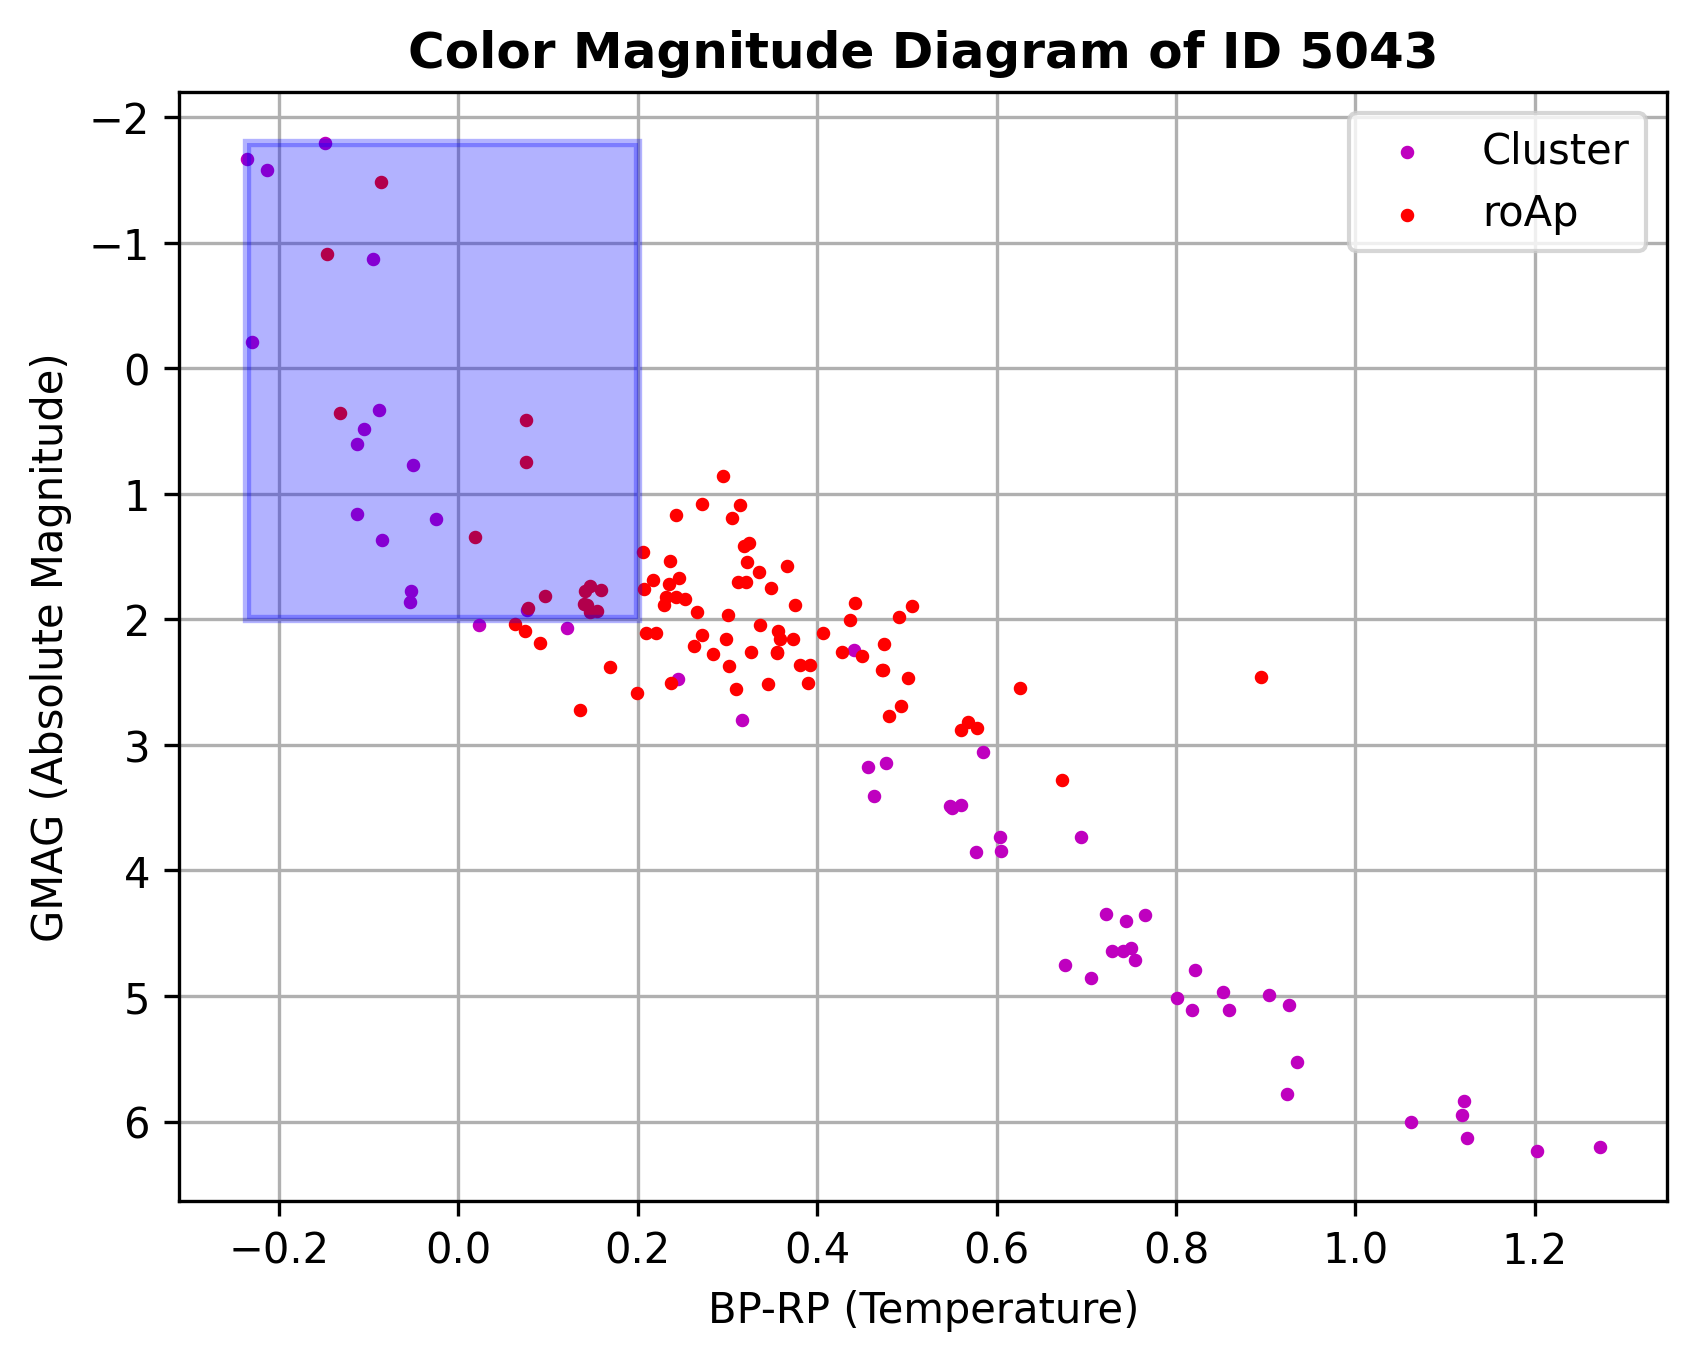 Color Magnitude Diagram of ID 5043
Cluster
roAp
GMAG (Absolute Magnitude)
−2
−1
0
1
2
3
4
5
6
−0.2 0.0 0.2 0.4 0.6 0.8 1.0 1.2
BP-RP (Temperature)